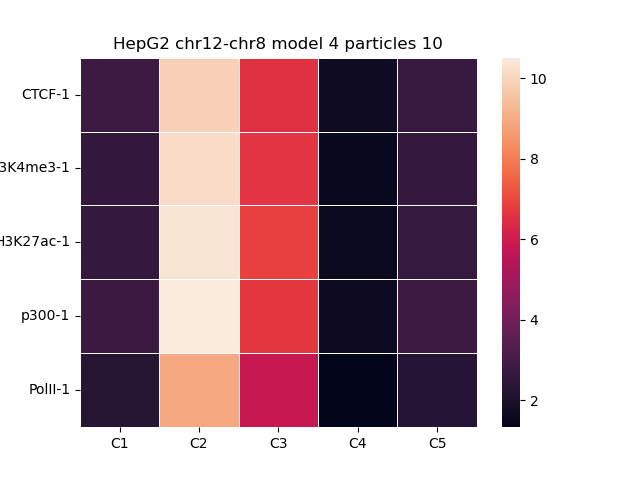 HepG2 chr12-chr8 model 4 particles 10
CTCF-1
3K4me3-1
H3K27ac-1
p300-1
PolII-1
C1 C2 C3 C4 C5
10
8
6
4
2